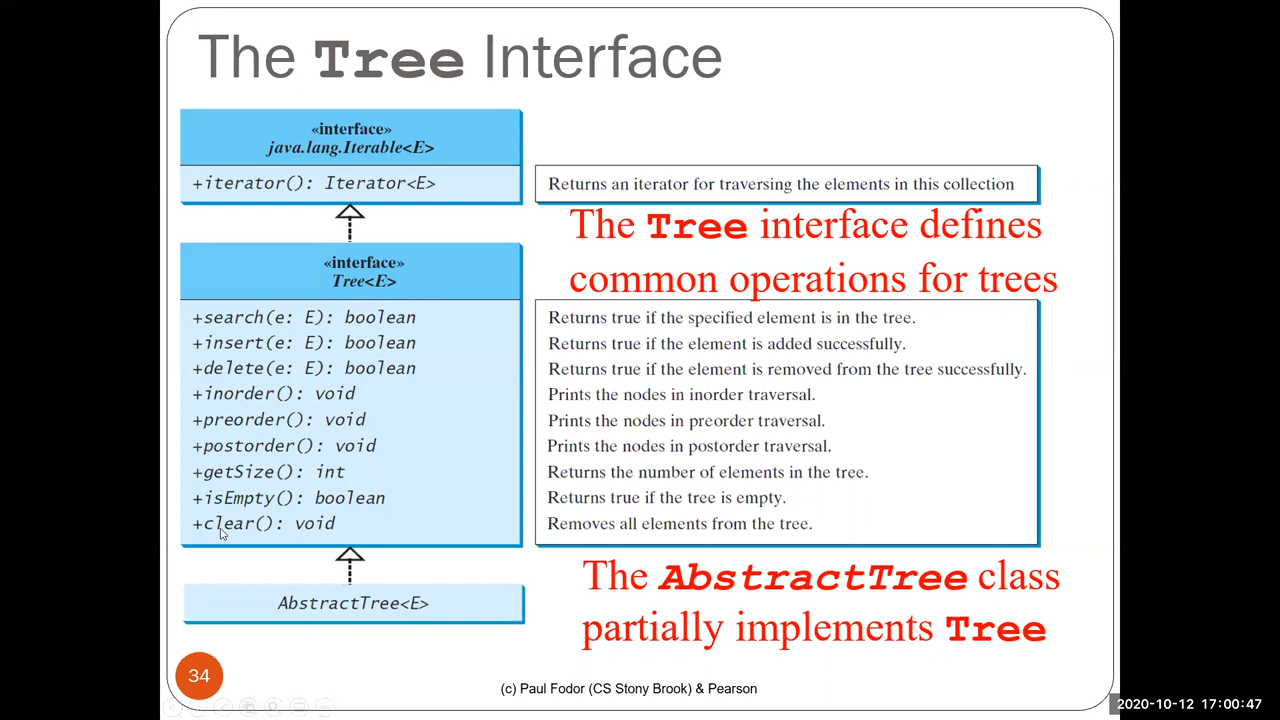 The Tree Interface
«interface»
java.lang.Iterable<E>
+iterator(): Iterator<E>
Returns an iterator for traversing the elements in this collection
The Tree interface defines
common operations for trees
«interface»
Tree<E>
+search(e: E): boolean
Returns true if the specified element is in the tree.
+insert(e: E): boolean
Returns true if the element is added successfully.
+delete(e: E): boolean
Returns true if the element is removed from the tree successfully.
+inorder(): void
Prints the nodes in inorder traversal.
+preorder(): void
Prints the nodes in preorder traversal.
+postorder(): void
Prints the nodes in postorder traversal.
+getSize(): int
Returns the number of elements in the tree.
+isEmpty(): boolean
Returns true if the tree is empty.
+clear(): void
Removes all elements from the tree.
AbstractTree<E>
The AbstractTree class
partially implements Tree
34
(c) Paul Fodor (CS Stony Brook) & Pearson
2020-10-12 17:00:47